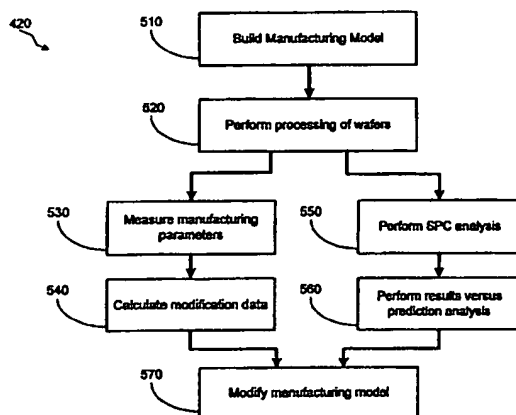 420
510
Build Manufacturing Model
520
Perform processing of wafers
530
Measure manufacturing
parameters
550
Perform SPC analysis
540
Calculate modification data
560
Perform results versus
prediction analysis
570
Modify manufacturing model